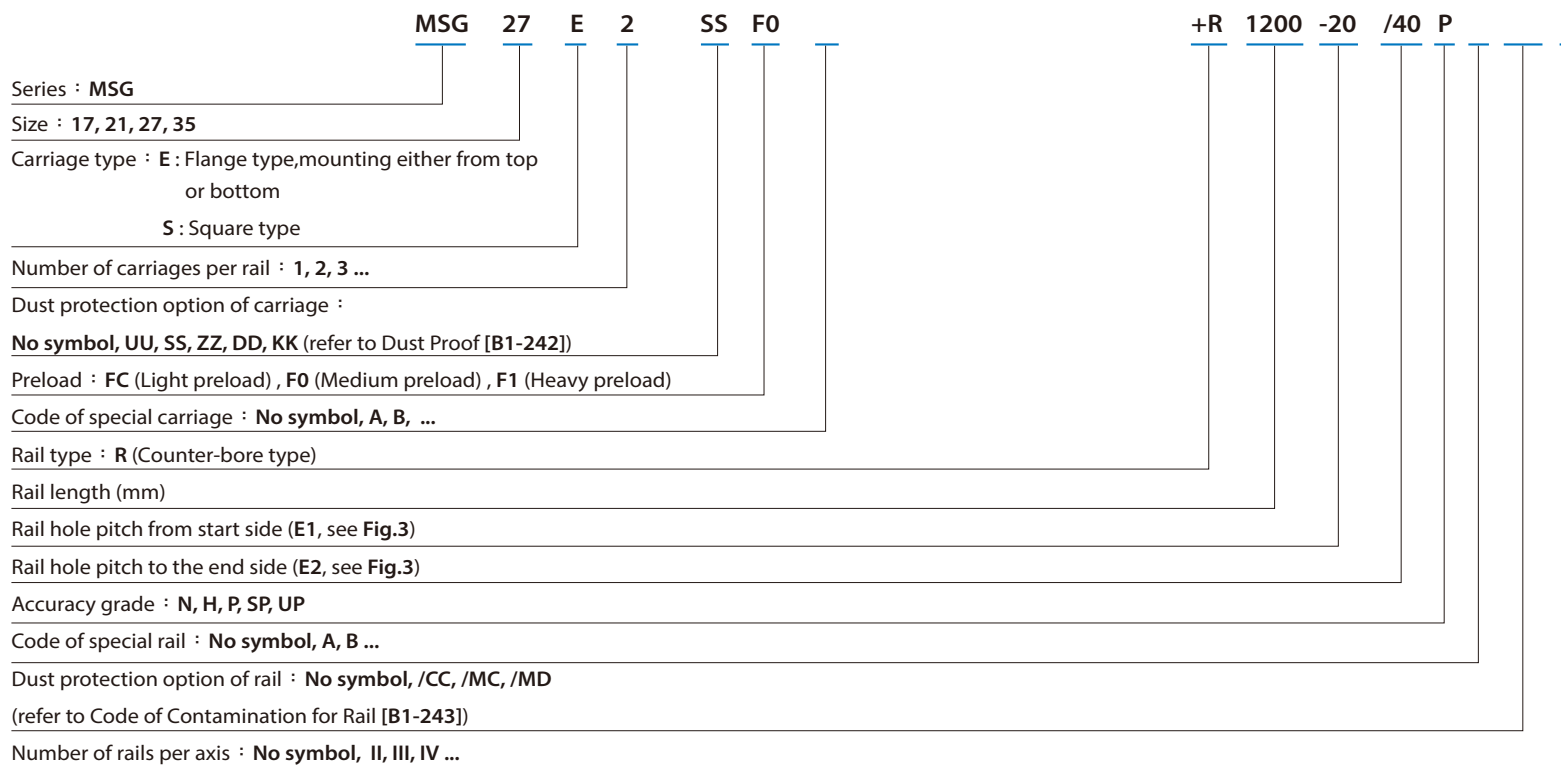 MSG 27 E 2 SS F0 +R 1200 -20 /40 P
Series：MSG
Size：17, 21, 27, 35
Carriage type：E : Flange type,mounting either from top
or bottom
S : Square type
Number of carriages per rail：1, 2, 3 ...
Dust protection option of carriage：
No symbol, UU, SS, ZZ, DD, KK (refer to Dust Proof [B1-242])
Preload：FC (Light preload) , F0 (Medium preload) , F1 (Heavy preload)
Code of special carriage：No symbol, A, B, ...
Rail type：R (Counter-bore type)
Rail length (mm)
Rail hole pitch from start side (E1, see Fig.3)
Rail hole pitch to the end side (E2, see Fig.3)
Accuracy grade：N, H, P, SP, UP
Code of special rail：No symbol, A, B ...
Dust protection option of rail：No symbol, /CC, /MC, /MD
(refer to Code of Contamination for Rail [B1-243])
Number of rails per axis：No symbol, II, III, IV ...